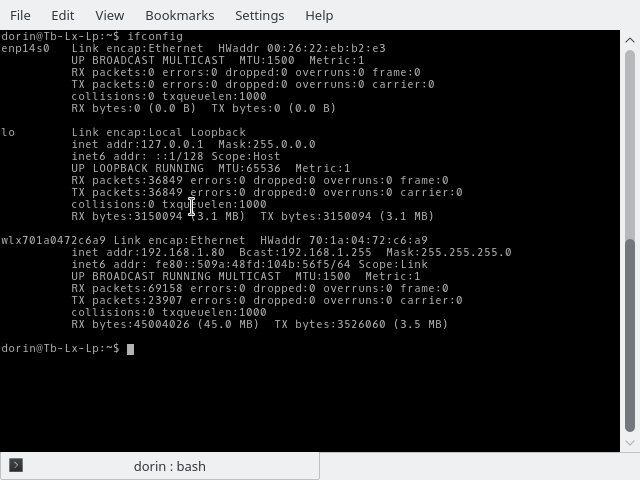 File Edit View Bookmarks Settings Help
dorin@Tb-Lx-Lp:~$ ifconfig
enp14s0   Link encap:Ethernet  HWaddr 00:26:22:eb:b2:e3
          UP BROADCAST MULTICAST  MTU:1500  Metric:1
          RX packets:0 errors:0 dropped:0 overruns:0 frame:0
          TX packets:0 errors:0 dropped:0 overruns:0 carrier:0
          collisions:0 txqueuelen:1000
          RX bytes:0 (0.0 B)  TX bytes:0 (0.0 B)
lo        Link encap:Local Loopback
          inet addr:127.0.0.1  Mask:255.0.0.0
          inet6 addr: ::1/128 Scope:Host
          UP LOOPBACK RUNNING  MTU:65536  Metric:1
          RX packets:36849 errors:0 dropped:0 overruns:0 frame:0
          TX packets:36849 errors:0 dropped:0 overruns:0 carrier:0
          collisions:0 txqueuelen:1000
          RX bytes:3150094 (3.1 MB)  TX bytes:3150094 (3.1 MB)
wlx701a0472c6a9 Link encap:Ethernet  HWaddr 70:1a:04:72:c6:a9
          inet addr:192.168.1.80  Bcast:192.168.1.255  Mask:255.255.255.0
          inet6 addr: fe80::509a:48fd:104b:56f5/64 Scope:Link
          UP BROADCAST RUNNING MULTICAST  MTU:1500  Metric:1
          RX packets:69158 errors:0 dropped:0 overruns:0 frame:0
          TX packets:23907 errors:0 dropped:0 overruns:0 carrier:0
          collisions:0 txqueuelen:1000
          RX bytes:45004026 (45.0 MB)  TX bytes:3526060 (3.5 MB)
dorin@Tb-Lx-Lp:~$
dorin : bash